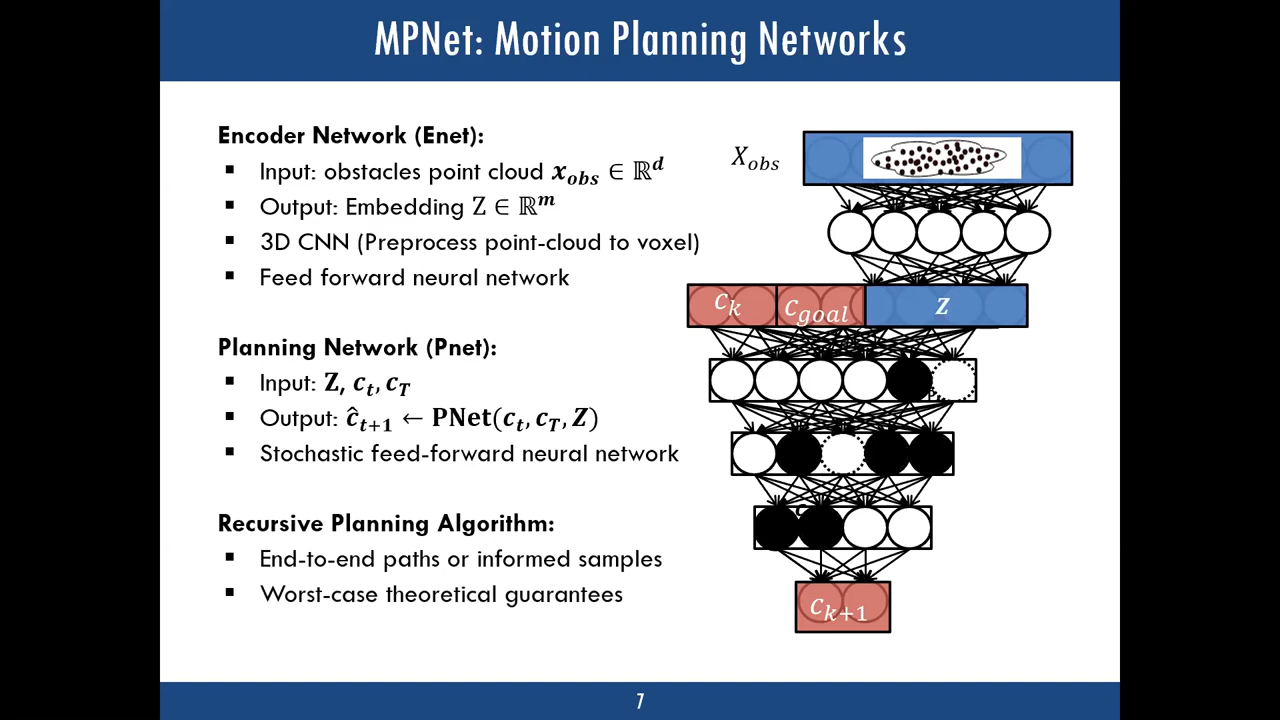 MPNet: Motion Planning Networks
Encoder Network (Enet):
▪ Input: obstacles point cloud x_obs ∈ ℝ^d
▪ Output: Embedding Z ∈ ℝ^m
▪ 3D CNN (Preprocess point-cloud to voxel)
▪ Feed forward neural network
Planning Network (Pnet):
▪ Input: Z, c_t, c_T
▪ Output: ĉ_{t+1} ← PNet(c_t, c_T, Z)
▪ Stochastic feed-forward neural network
Recursive Planning Algorithm:
▪ End-to-end paths or informed samples
▪ Worst-case theoretical guarantees
X_obs
c_k c_goal z
c_{k+1}
7